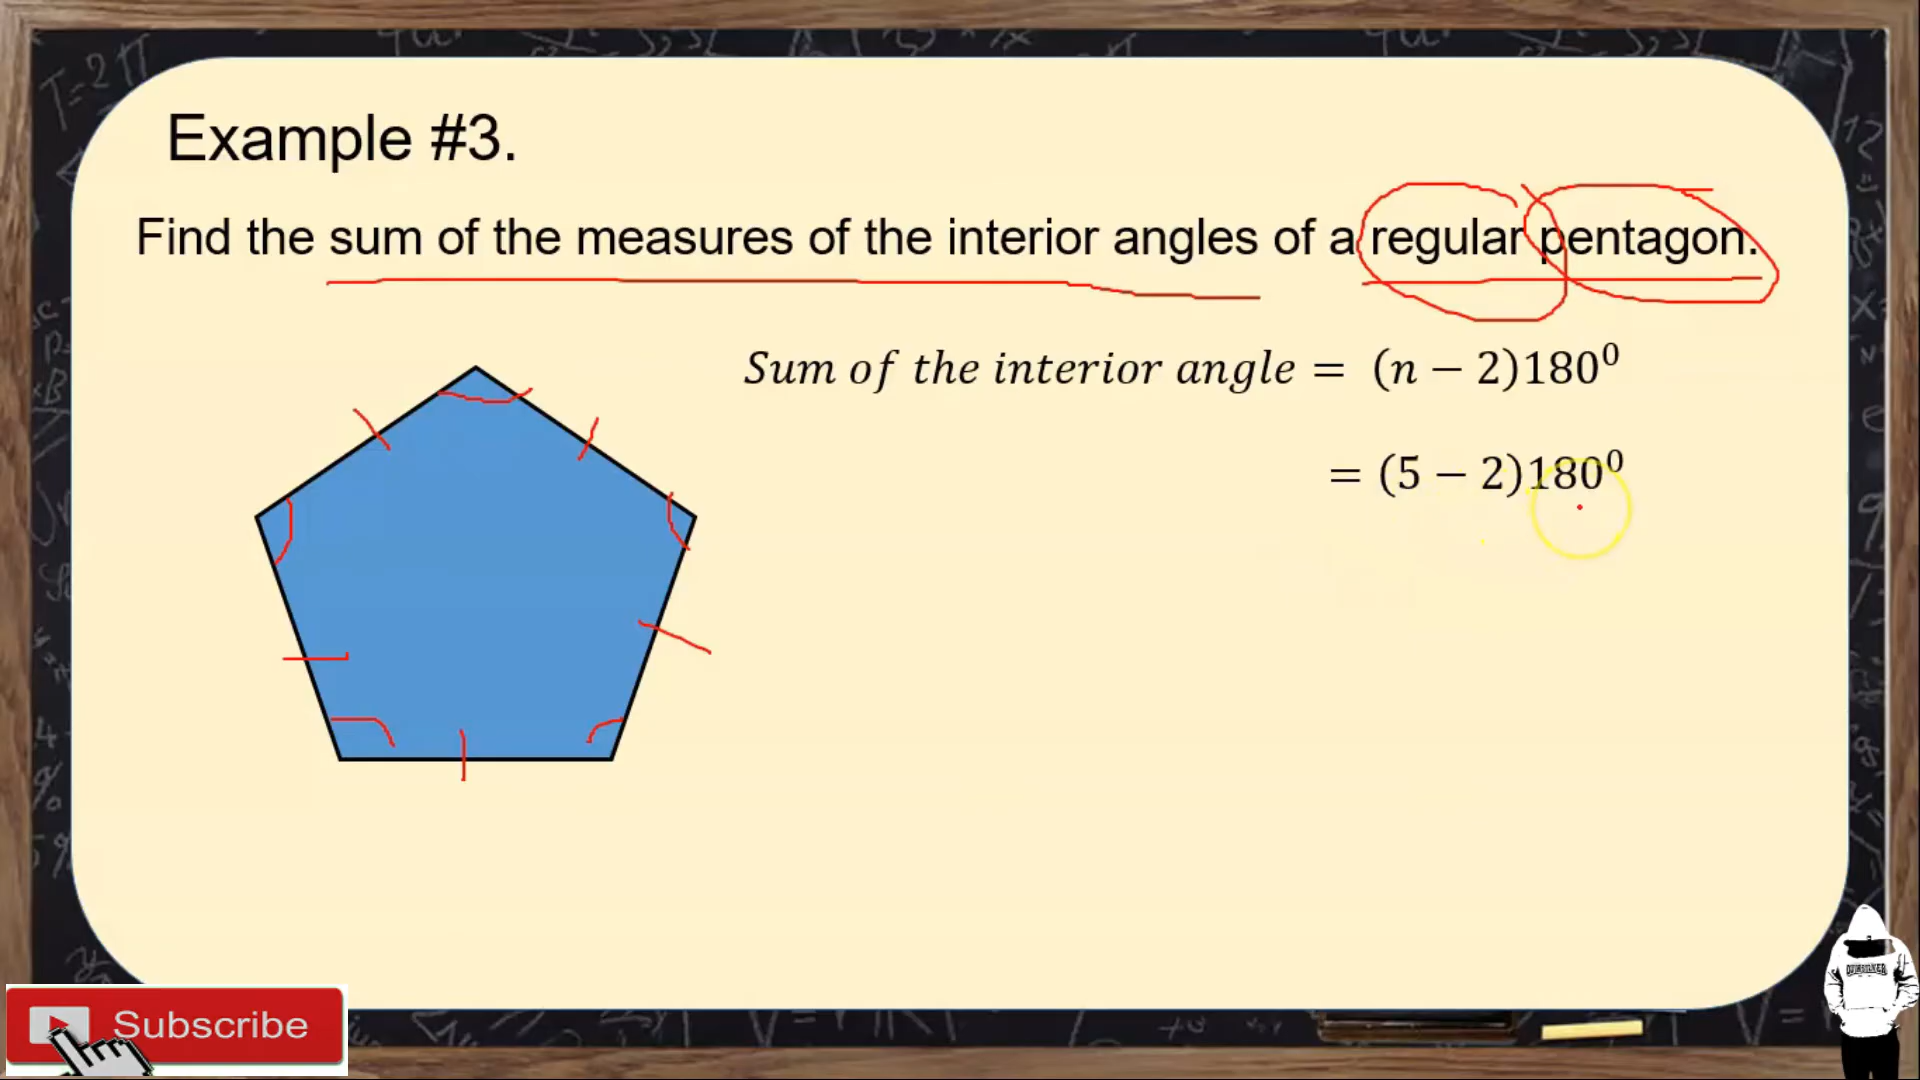 Example #3.
Find the sum of the measures of the interior angles of a regular pentagon.
Sum of the interior angle = (n − 2)180⁰
= (5 − 2)180⁰
T=2π
Subscribe